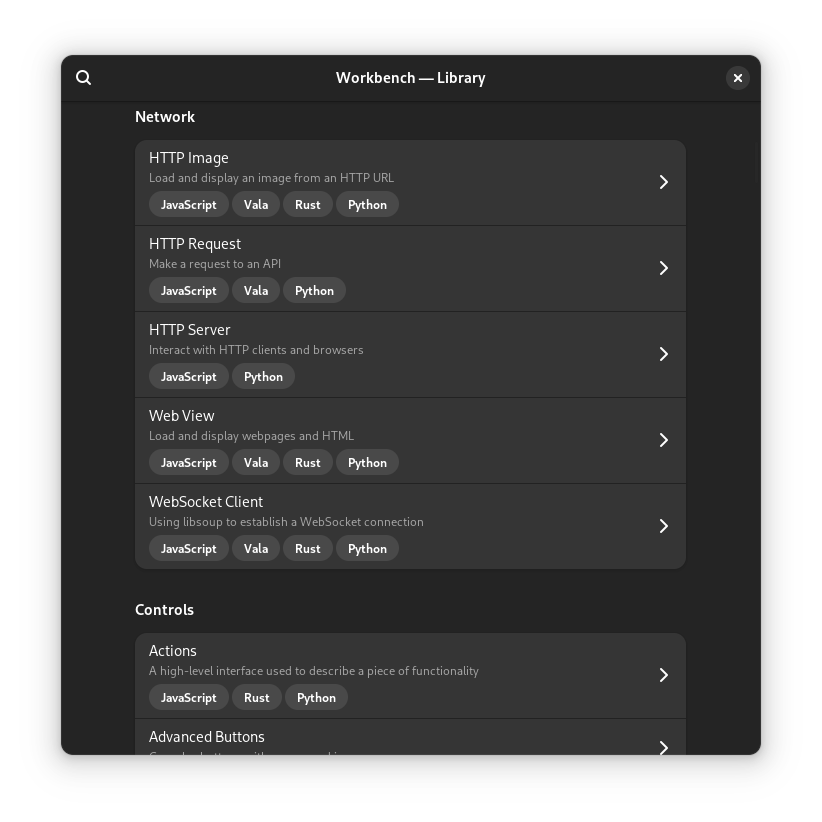 Workbench — Library
Network
HTTP Image
Load and display an image from an HTTP URL
JavaScript Vala Rust Python
HTTP Request
Make a request to an API
JavaScript Vala Python
HTTP Server
Interact with HTTP clients and browsers
JavaScript Python
Web View
Load and display webpages and HTML
JavaScript Vala Rust Python
WebSocket Client
Using libsoup to establish a WebSocket connection
JavaScript Vala Rust Python
Controls
Actions
A high-level interface used to describe a piece of functionality
JavaScript Rust Python
Advanced Buttons